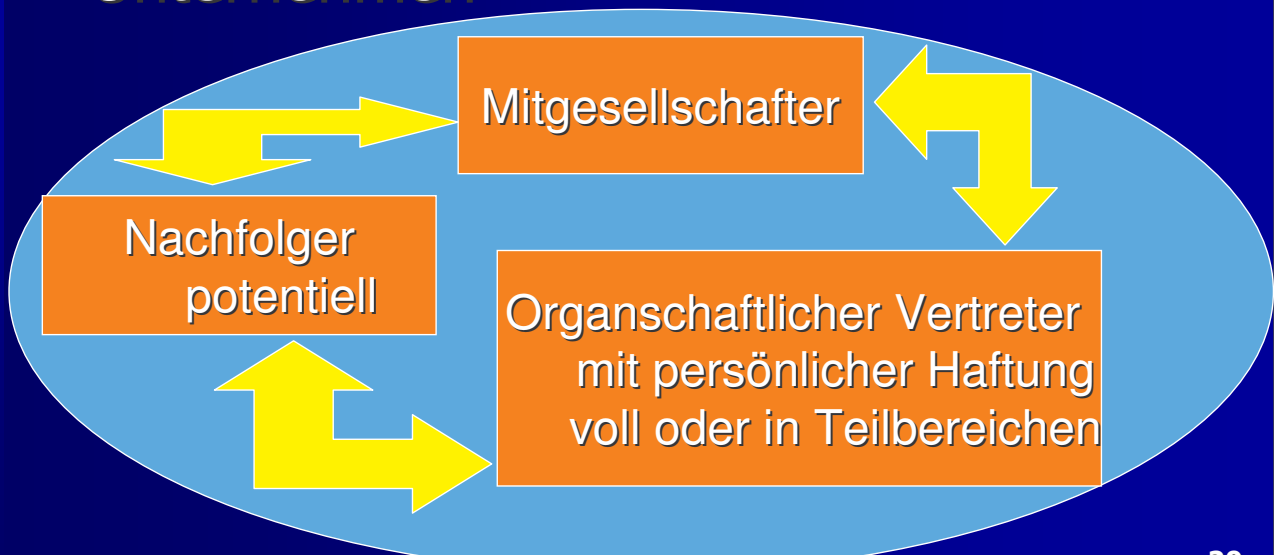 Mitgesellschafter
Nachfolger
potentiell
Organschaftlicher Vertreter
mit persönlicher Haftung
voll oder in Teilbereichen